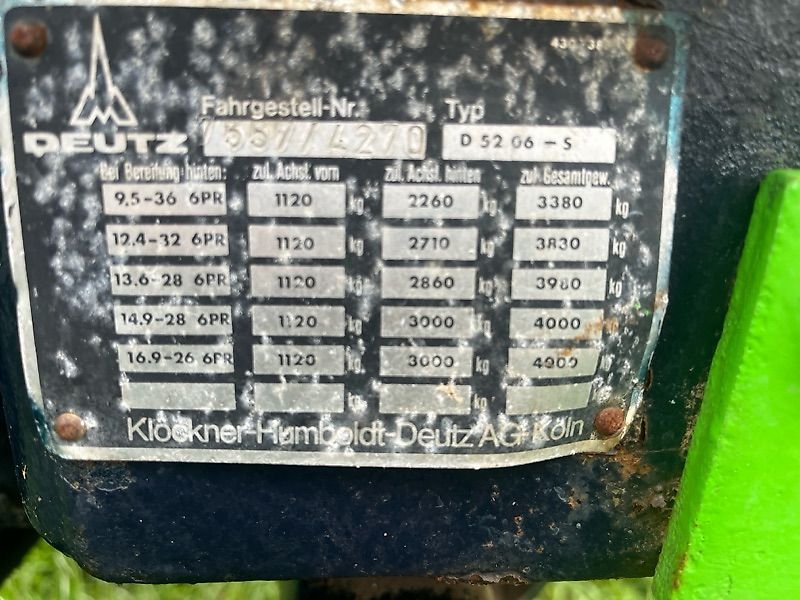 Fahrgestell-Nr. Typ
DEUTZ 7557/4270 D 52 06-S
Bei Bereifung hinten: zul. Achsl. vorn zul. Achsl. hinten zul. Gesamtgew.
9.5-36 6PR 1120 kg 2260 kg 3380 kg
12.4-32 6PR 1120 kg 2710 kg 3830 kg
13.6-28 6PR 1120 kg 2860 kg 3980 kg
14.9-28 6PR 1120 kg 3000 kg 4000
16.9-26 6PR 1120 kg 3000 kg 4000
kg kg
Klöckner-Humboldt-Deutz AG Köln